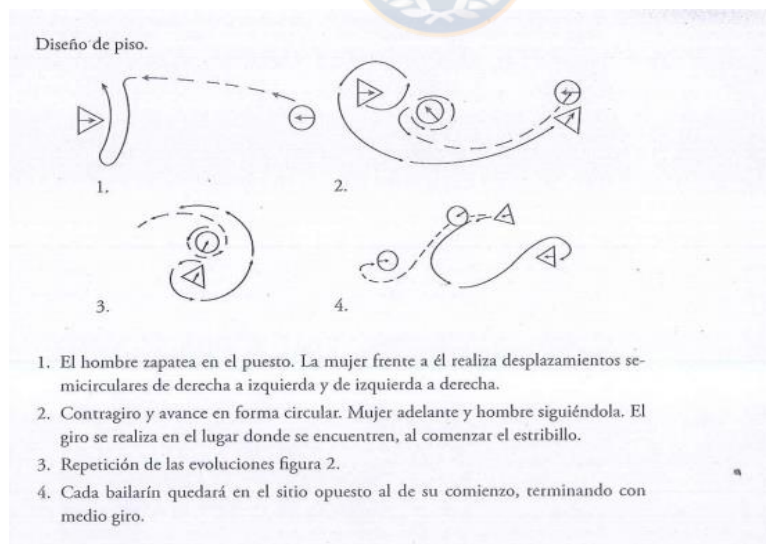 Diseño de piso.
1.
2.
3.
4.
1. El hombre zapatea en el puesto. La mujer frente a él realiza desplazamientos se-
micirculares de derecha a izquierda y de izquierda a derecha.
2. Contragiro y avance en forma circular. Mujer adelante y hombre siguiéndola. El
giro se realiza en el lugar donde se encuentren, al comenzar el estribillo.
3. Repetición de las evoluciones figura 2.
4. Cada bailarín quedará en el sitio opuesto al de su comienzo, terminando con
medio giro.